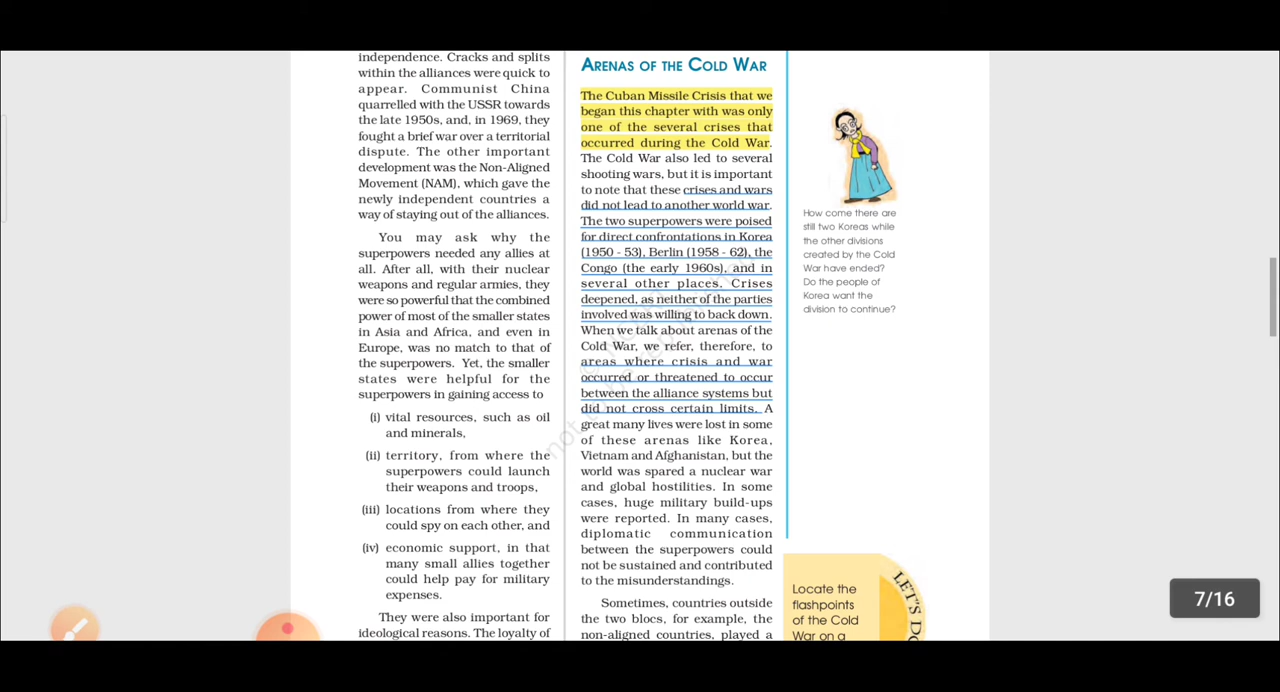 independence. Cracks and splits
within the alliances were quick to
appear. Communist China
quarrelled with the USSR towards
the late 1950s, and, in 1969, they
fought a brief war over a territorial
dispute. The other important
development was the Non-Aligned
Movement (NAM), which gave the
newly independent countries a
way of staying out of the alliances.
You may ask why the
superpowers needed any allies at
all. After all, with their nuclear
weapons and regular armies, they
were so powerful that the combined
power of most of the smaller states
in Asia and Africa, and even in
Europe, was no match to that of
the superpowers. Yet, the smaller
states were helpful for the
superpowers in gaining access to
(i) vital resources, such as oil
and minerals,
(ii) territory, from where the
superpowers could launch
their weapons and troops,
(iii) locations from where they
could spy on each other, and
(iv) economic support, in that
many small allies together
could help pay for military
expenses.
They were also important for
ideological reasons. The loyalty of
ARENAS OF THE COLD WAR
The Cuban Missile Crisis that we
began this chapter with was only
one of the several crises that
occurred during the Cold War.
The Cold War also led to several
shooting wars, but it is important
to note that these crises and wars
did not lead to another world war.
The two superpowers were poised
for direct confrontations in Korea
(1950 - 53), Berlin (1958 - 62), the
Congo (the early 1960s), and in
several other places. Crises
deepened, as neither of the parties
involved was willing to back down.
When we talk about arenas of the
Cold War, we refer, therefore, to
areas where crisis and war
occurred or threatened to occur
between the alliance systems but
did not cross certain limits. A
great many lives were lost in some
of these arenas like Korea,
Vietnam and Afghanistan, but the
world was spared a nuclear war
and global hostilities. In some
cases, huge military build-ups
were reported. In many cases,
diplomatic communication
between the superpowers could
not be sustained and contributed
to the misunderstandings.
Sometimes, countries outside
the two blocs, for example, the
non-aligned countries, played a
How come there are
still two Koreas while
the other divisions
created by the Cold
War have ended?
Do the people of
Korea want the
division to continue?
Locate the
flashpoints
of the Cold
War on a
LET'S DO
7/16